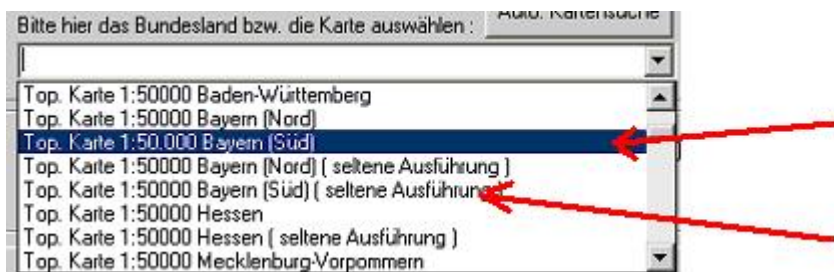 Bitte hier das Bundesland bzw. die Karte auswählen :
Auto. Kartensuche
Top. Karte 1:50000 Baden-Württemberg
Top. Karte 1:50000 Bayern (Nord)
Top. Karte 1:50.000 Bayern (Süd)
Top. Karte 1:50000 Bayern (Nord) ( seltene Ausführung )
Top. Karte 1:50000 Bayern (Süd) ( seltene Ausführung )
Top. Karte 1:50000 Hessen
Top. Karte 1:50000 Hessen ( seltene Ausführung )
Top. Karte 1:50000 Mecklenburg-Vorpommern